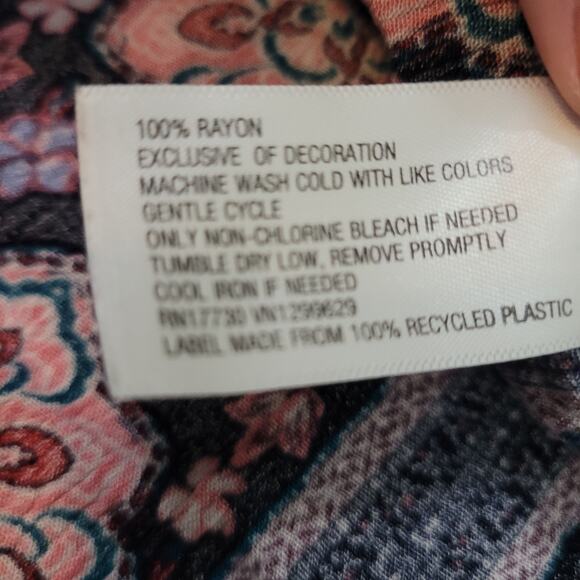 100% RAYON
EXCLUSIVE OF DECORATION
MACHINE WASH COLD WITH LIKE COLORS
GENTLE CYCLE
ONLY NON-CHLORINE BLEACH IF NEEDED
TUMBLE DRY LOW, REMOVE PROMPTLY
COOL IRON IF NEEDED
RN17730 VN1299629
LABEL MADE FROM 100% RECYCLED PLASTIC